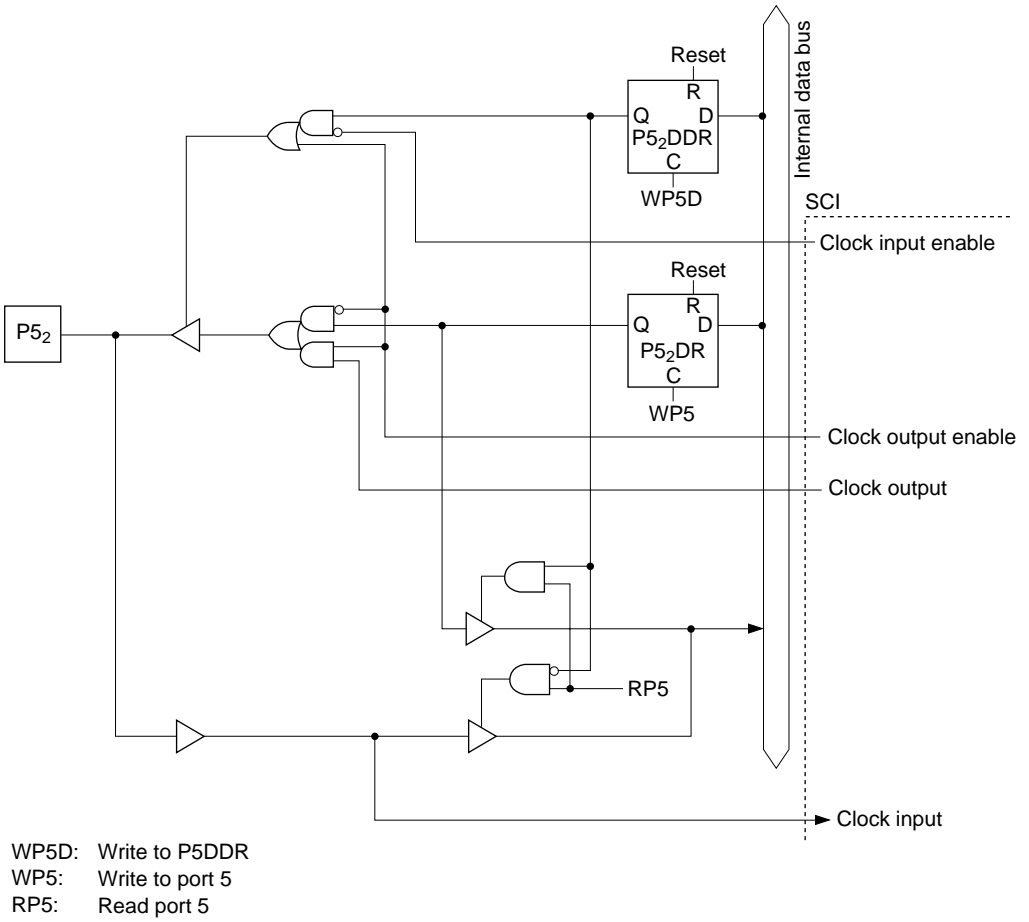 Reset
R
Q D
P5₂DDR
C
WP5D
Internal data bus
SCI
Clock input enable
Reset
R
Q D
P5₂DR
C
WP5
P5₂
Clock output enable
Clock output
RP5
Clock input
WP5D: Write to P5DDR
WP5: Write to port 5
RP5: Read port 5